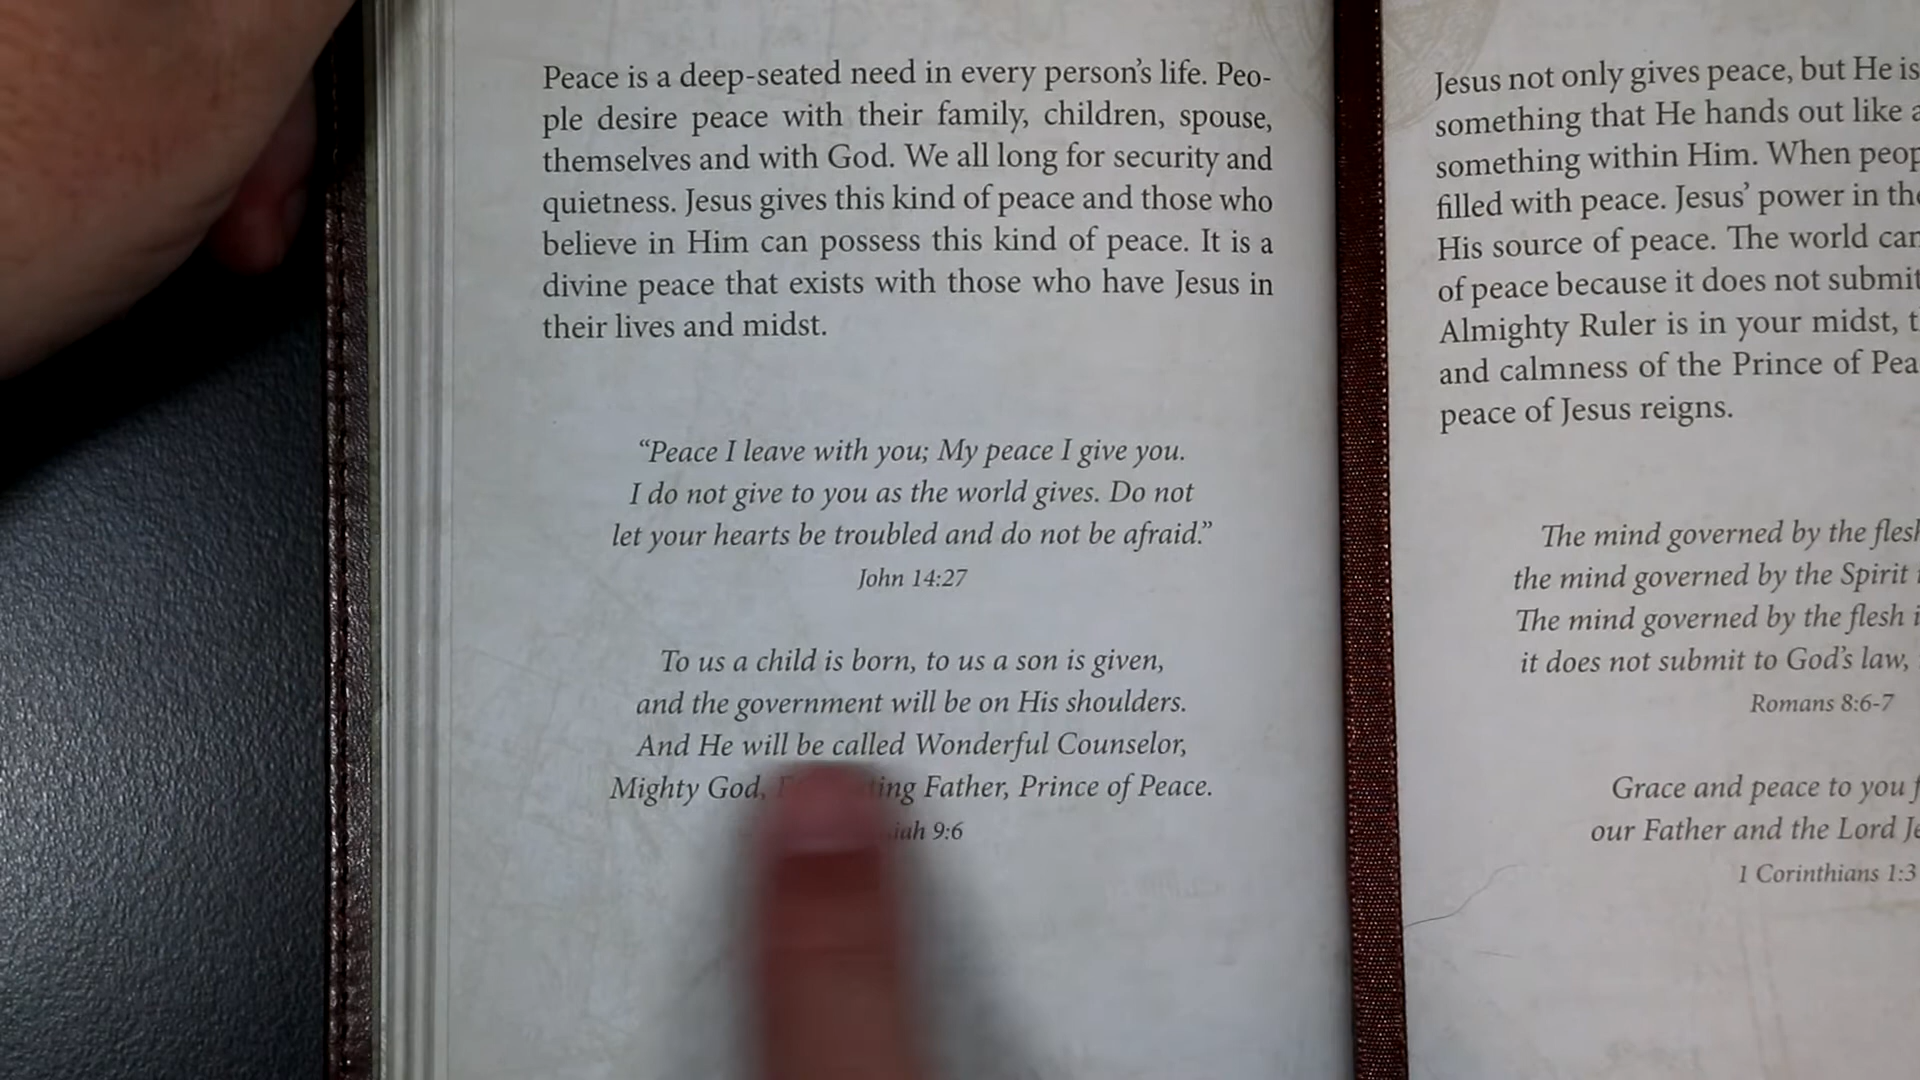 Peace is a deep-seated need in every person's life. Peo-
ple desire peace with their family, children, spouse,
themselves and with God. We all long for security and
quietness. Jesus gives this kind of peace and those who
believe in Him can possess this kind of peace. It is a
divine peace that exists with those who have Jesus in
their lives and midst.
“Peace I leave with you; My peace I give you.
I do not give to you as the world gives. Do not
let your hearts be troubled and do not be afraid.”
John 14:27
To us a child is born, to us a son is given,
and the government will be on His shoulders.
And He will be called Wonderful Counselor,
Mighty God, Father, Prince of Peace.
9:6
Jesus not only gives peace, but He is
something that He hands out like
something within Him. When
filled with peace. Jesus' power in
His source of peace. The world
of peace because it does not submit
Almighty Ruler is in your midst,
and calmness of the Prince of
peace of Jesus reigns.
The mind governed by the
the mind governed by the Spirit
The mind governed by the flesh
it does not submit to God's law,
Romans 8:6-7
Grace and peace to you
our Father and the Lord
1 Corinthians 1:3